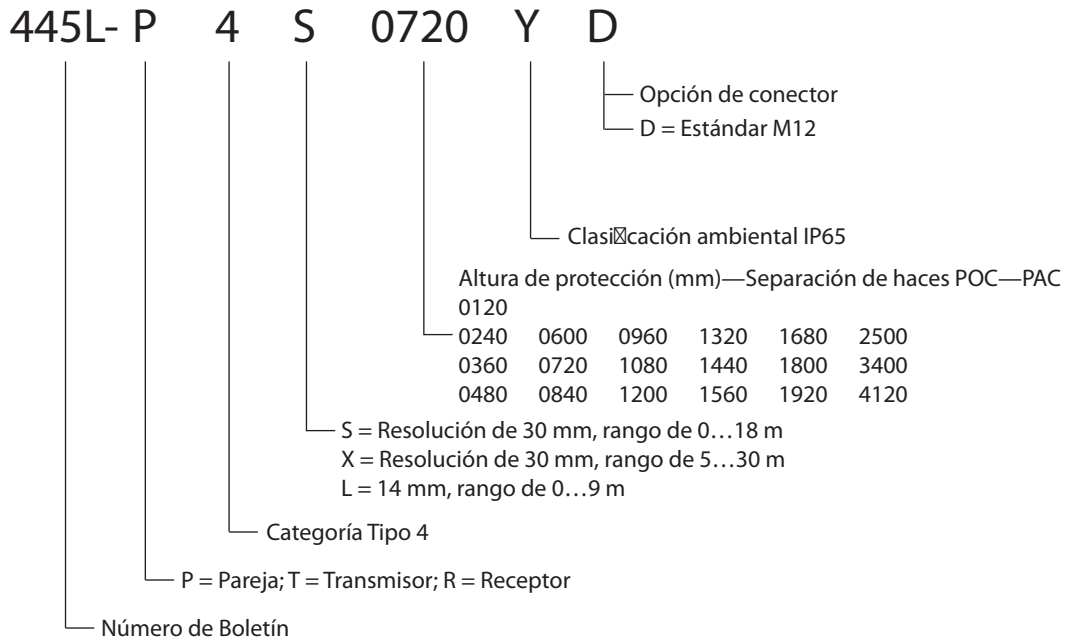 445L- P 4 S 0720 Y D
Opción de conector
D = Estándar M12
Clasi☒cación ambiental IP65
Altura de protección (mm)—Separación de haces POC—PAC
0120
0240 0600 0960 1320 1680 2500
0360 0720 1080 1440 1800 3400
0480 0840 1200 1560 1920 4120
S = Resolución de 30 mm, rango de 0…18 m
X = Resolución de 30 mm, rango de 5…30 m
L = 14 mm, rango de 0…9 m
Categoría Tipo 4
P = Pareja; T = Transmisor; R = Receptor
Número de Boletín